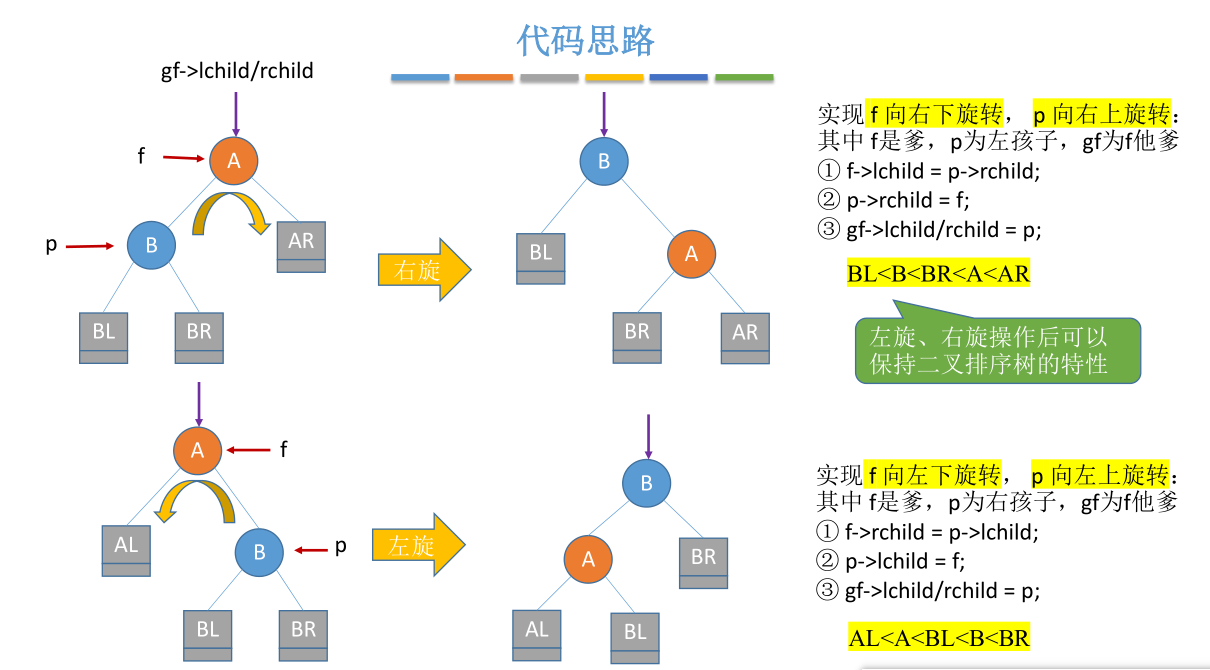 代码思路
gf->lchild/rchild
f
A
p
B
AR
BL
BR
右旋
B
BL
A
BR
AR
实现 f 向右下旋转， p 向右上旋转：
其中 f是爹，p为左孩子，gf为f他爹
① f->lchild = p->rchild;
② p->rchild = f;
③ gf->lchild/rchild = p;
BL<B<BR<A<AR
左旋、右旋操作后可以
保持二叉排序树的特性
A
f
AL
B
p
BL
BR
左旋
B
A
BR
AL
BL
实现 f 向左下旋转， p 向左上旋转：
其中 f是爹，p为右孩子，gf为f他爹
① f->rchild = p->lchild;
② p->lchild = f;
③ gf->lchild/rchild = p;
AL<A<BL<B<BR